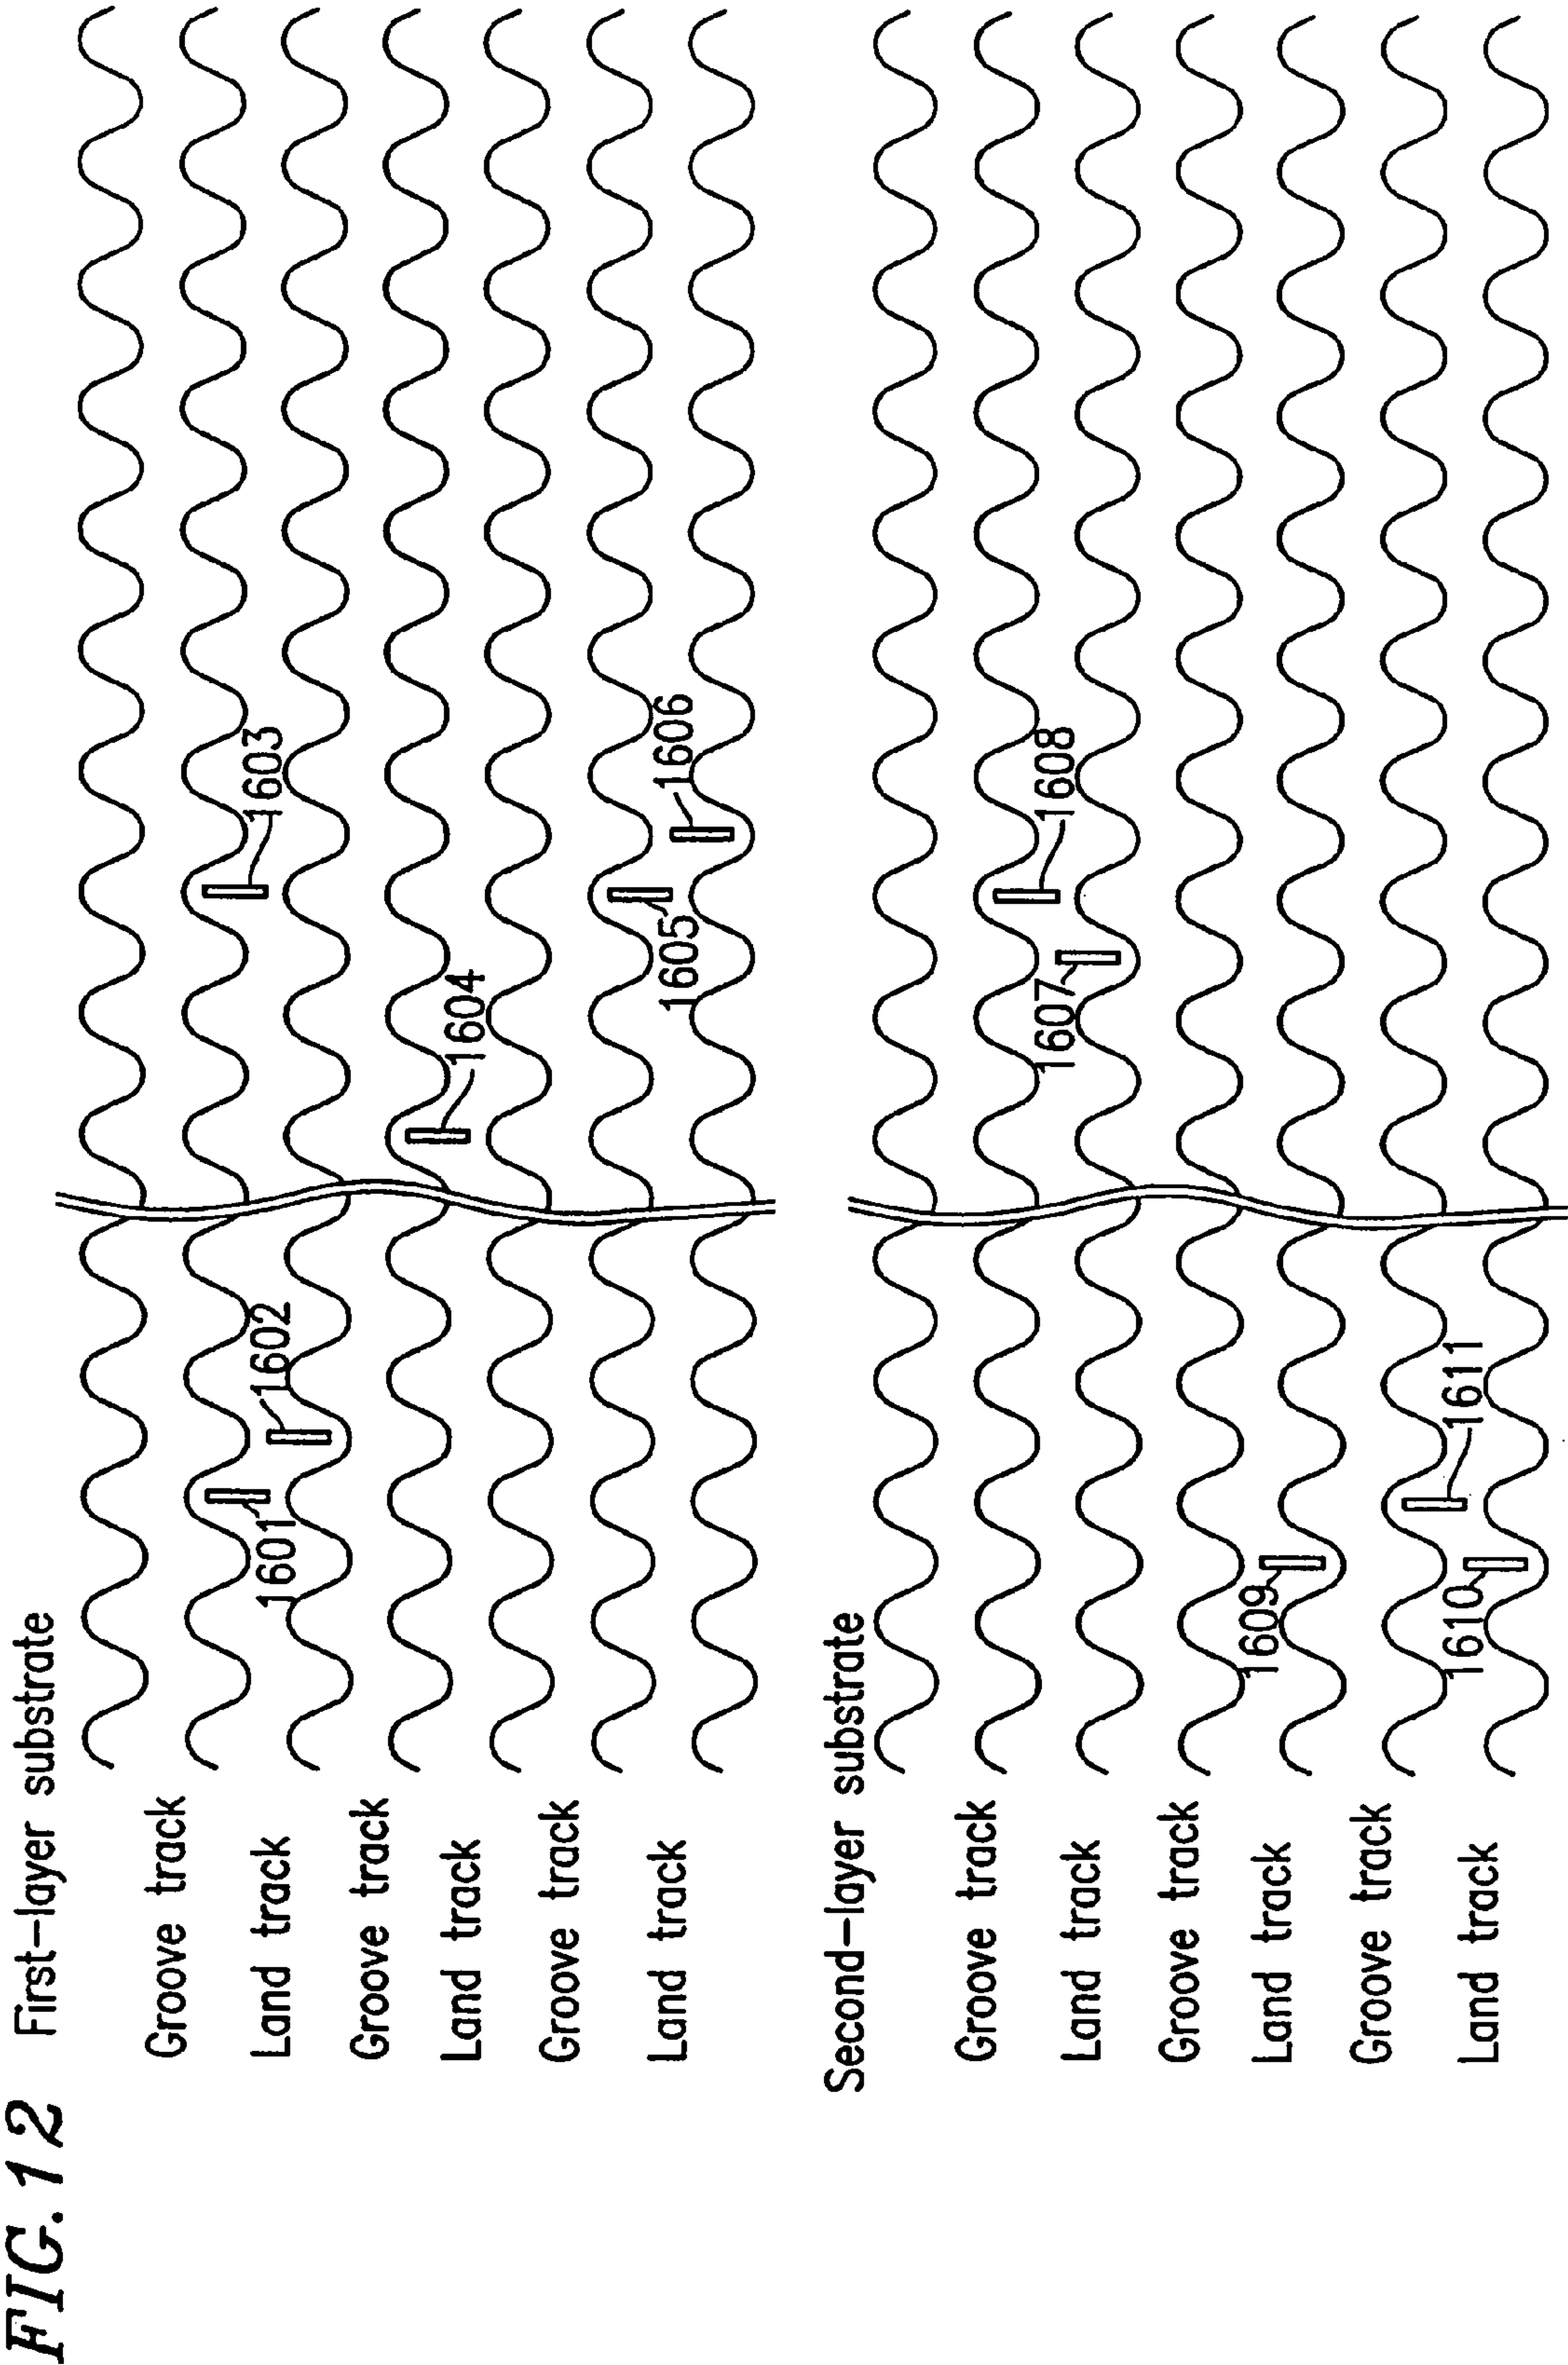 FIG.12
First-layer substrate
Groove track
Land track
Groove track
Land track
Groove track
Land track
1601
1602
1603
1604
1605
1606
Second-layer substrate
Groove track
Land track
Groove track
Land track
Groove track
Land track
1607
1608
1609
1610
1611